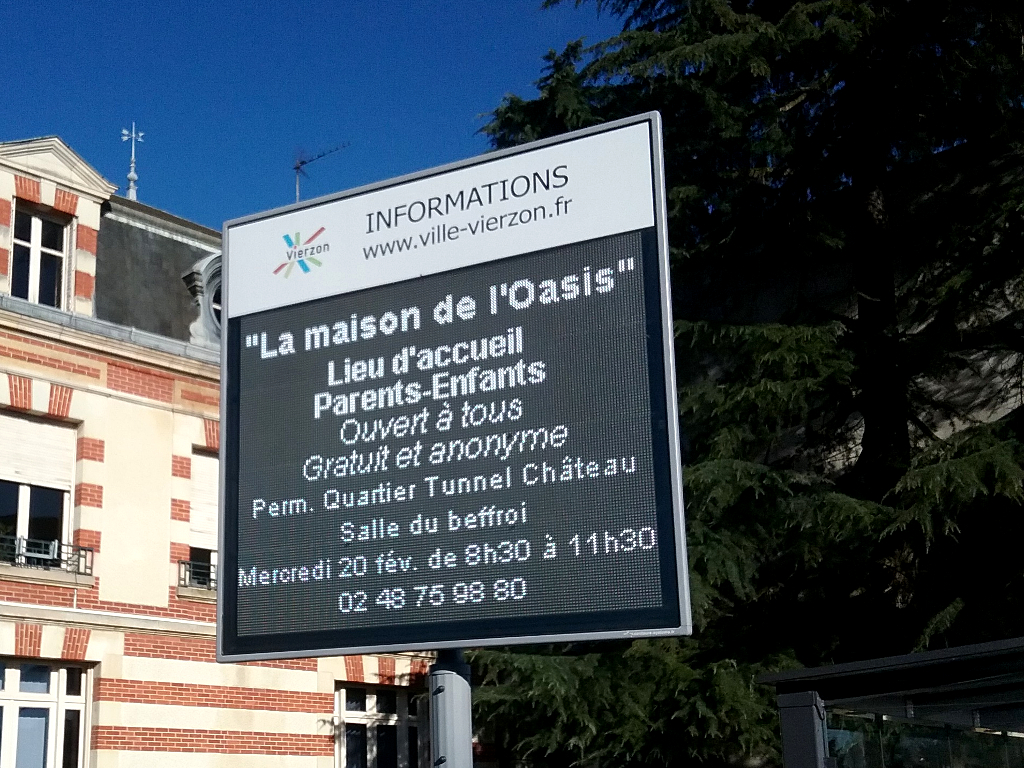 INFORMATIONS
www.ville-vierzon.fr
Vierzon
"La maison de l'Oasis"
Lieu d'accueil
Parents-Enfants
Ouvert à tous
Gratuit et anonyme
Perm. Quartier Tunnel Château
Salle du beffroi
Mercredi 20 fév. de 8h30 à 11h30
02 48 75 98 80